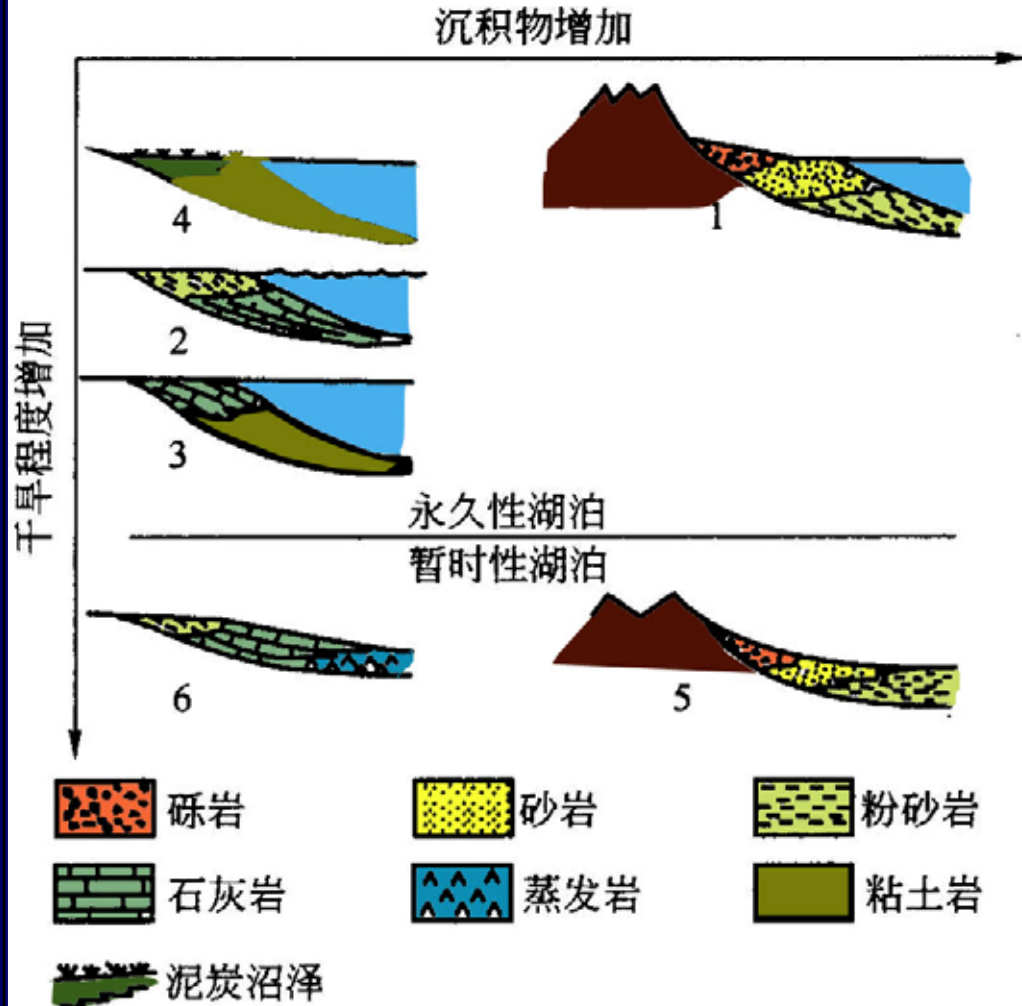 沉积物增加
干旱程度增加
4
1
2
3
永久性湖泊
暂时性湖泊
6
5
砾岩
砂岩
粉砂岩
石灰岩
蒸发岩
粘土岩
泥炭沼泽